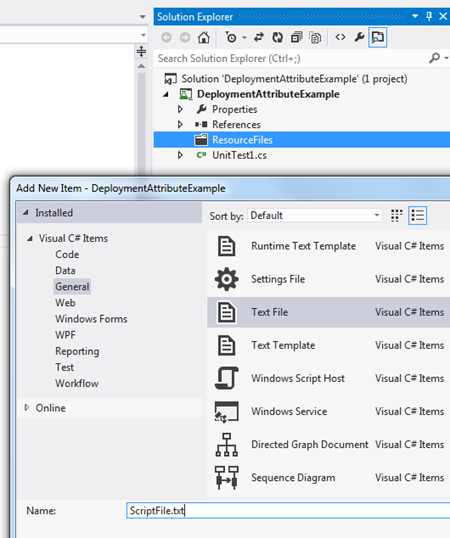 Solution Explorer
Search Solution Explorer (Ctrl+;)
Solution 'DeploymentAttributeExample' (1 project)
DeploymentAttributeExample
Properties
References
ResourceFiles
C# UnitTest1.cs
Add New Item - DeploymentAttributeExample
Installed
Sort by: Default
Visual C# Items
Code
Data
General
Web
Windows Forms
WPF
Reporting
Test
Workflow
Online
Runtime Text Template Visual C# Items
Settings File Visual C# Items
Text File Visual C# Items
Text Template Visual C# Items
Windows Script Host Visual C# Items
Windows Service Visual C# Items
Directed Graph Document Visual C# Items
Sequence Diagram Visual C# Items
Name: ScriptFile.txt